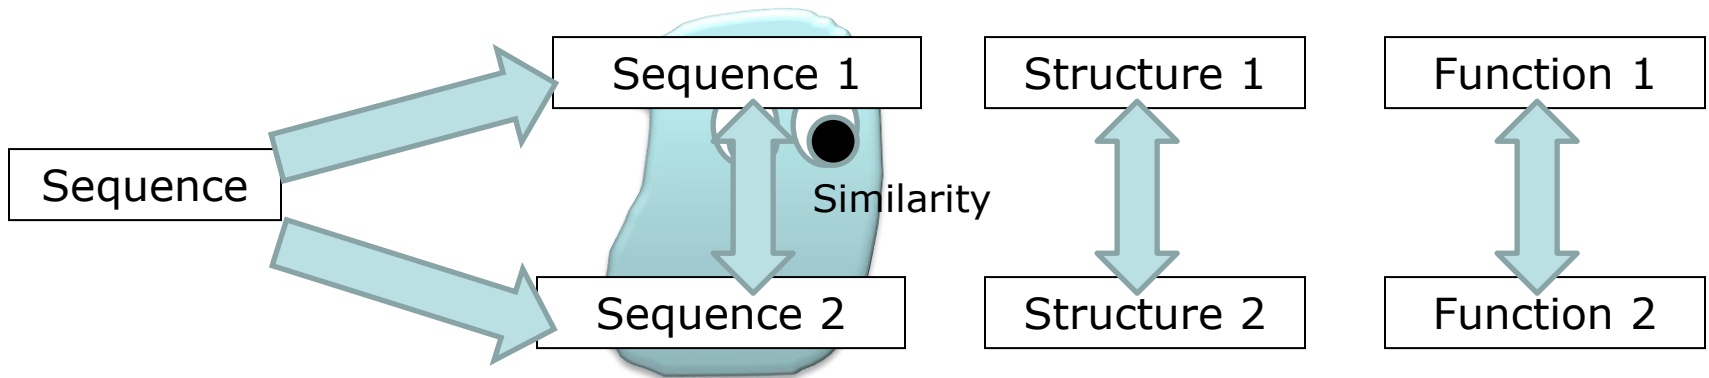 Sequence 1
Structure 1
Function 1
Sequence
Similarity
Sequence 2
Structure 2
Function 2